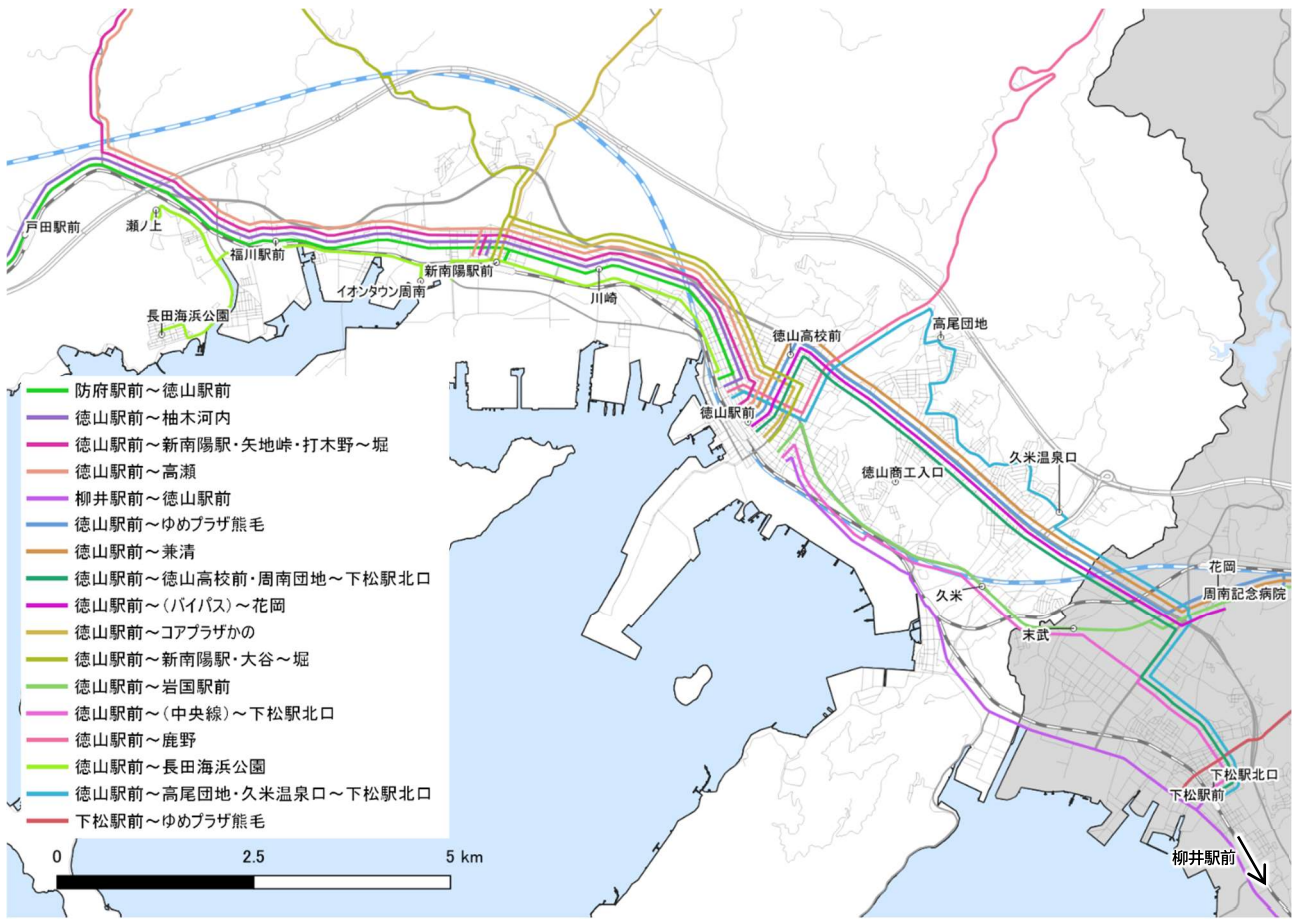 戸田駅前
瀬ノ上
福川駅前
新南陽駅前
イオンタウン周南
川崎
長田海浜公園
徳山高校前
高尾団地
徳山駅前
久米温泉口
徳山商工入口
花岡
周南記念病院
久米
末武
下松駅北口
下松駅前
柳井駅前
防府駅前～徳山駅前
徳山駅前～柚木河内
徳山駅前～新南陽駅・矢地峠・打木野～堀
徳山駅前～高瀬
柳井駅前～徳山駅前
徳山駅前～ゆめプラザ熊毛
徳山駅前～兼清
徳山駅前～徳山高校前・周南団地～下松駅北口
徳山駅前～(バイパス)～花岡
徳山駅前～コアプラザかの
徳山駅前～新南陽駅・大谷～堀
徳山駅前～岩国駅前
徳山駅前～(中央線)～下松駅北口
徳山駅前～鹿野
徳山駅前～長田海浜公園
徳山駅前～高尾団地・久米温泉口～下松駅北口
下松駅前～ゆめプラザ熊毛
0 2.5 5 km